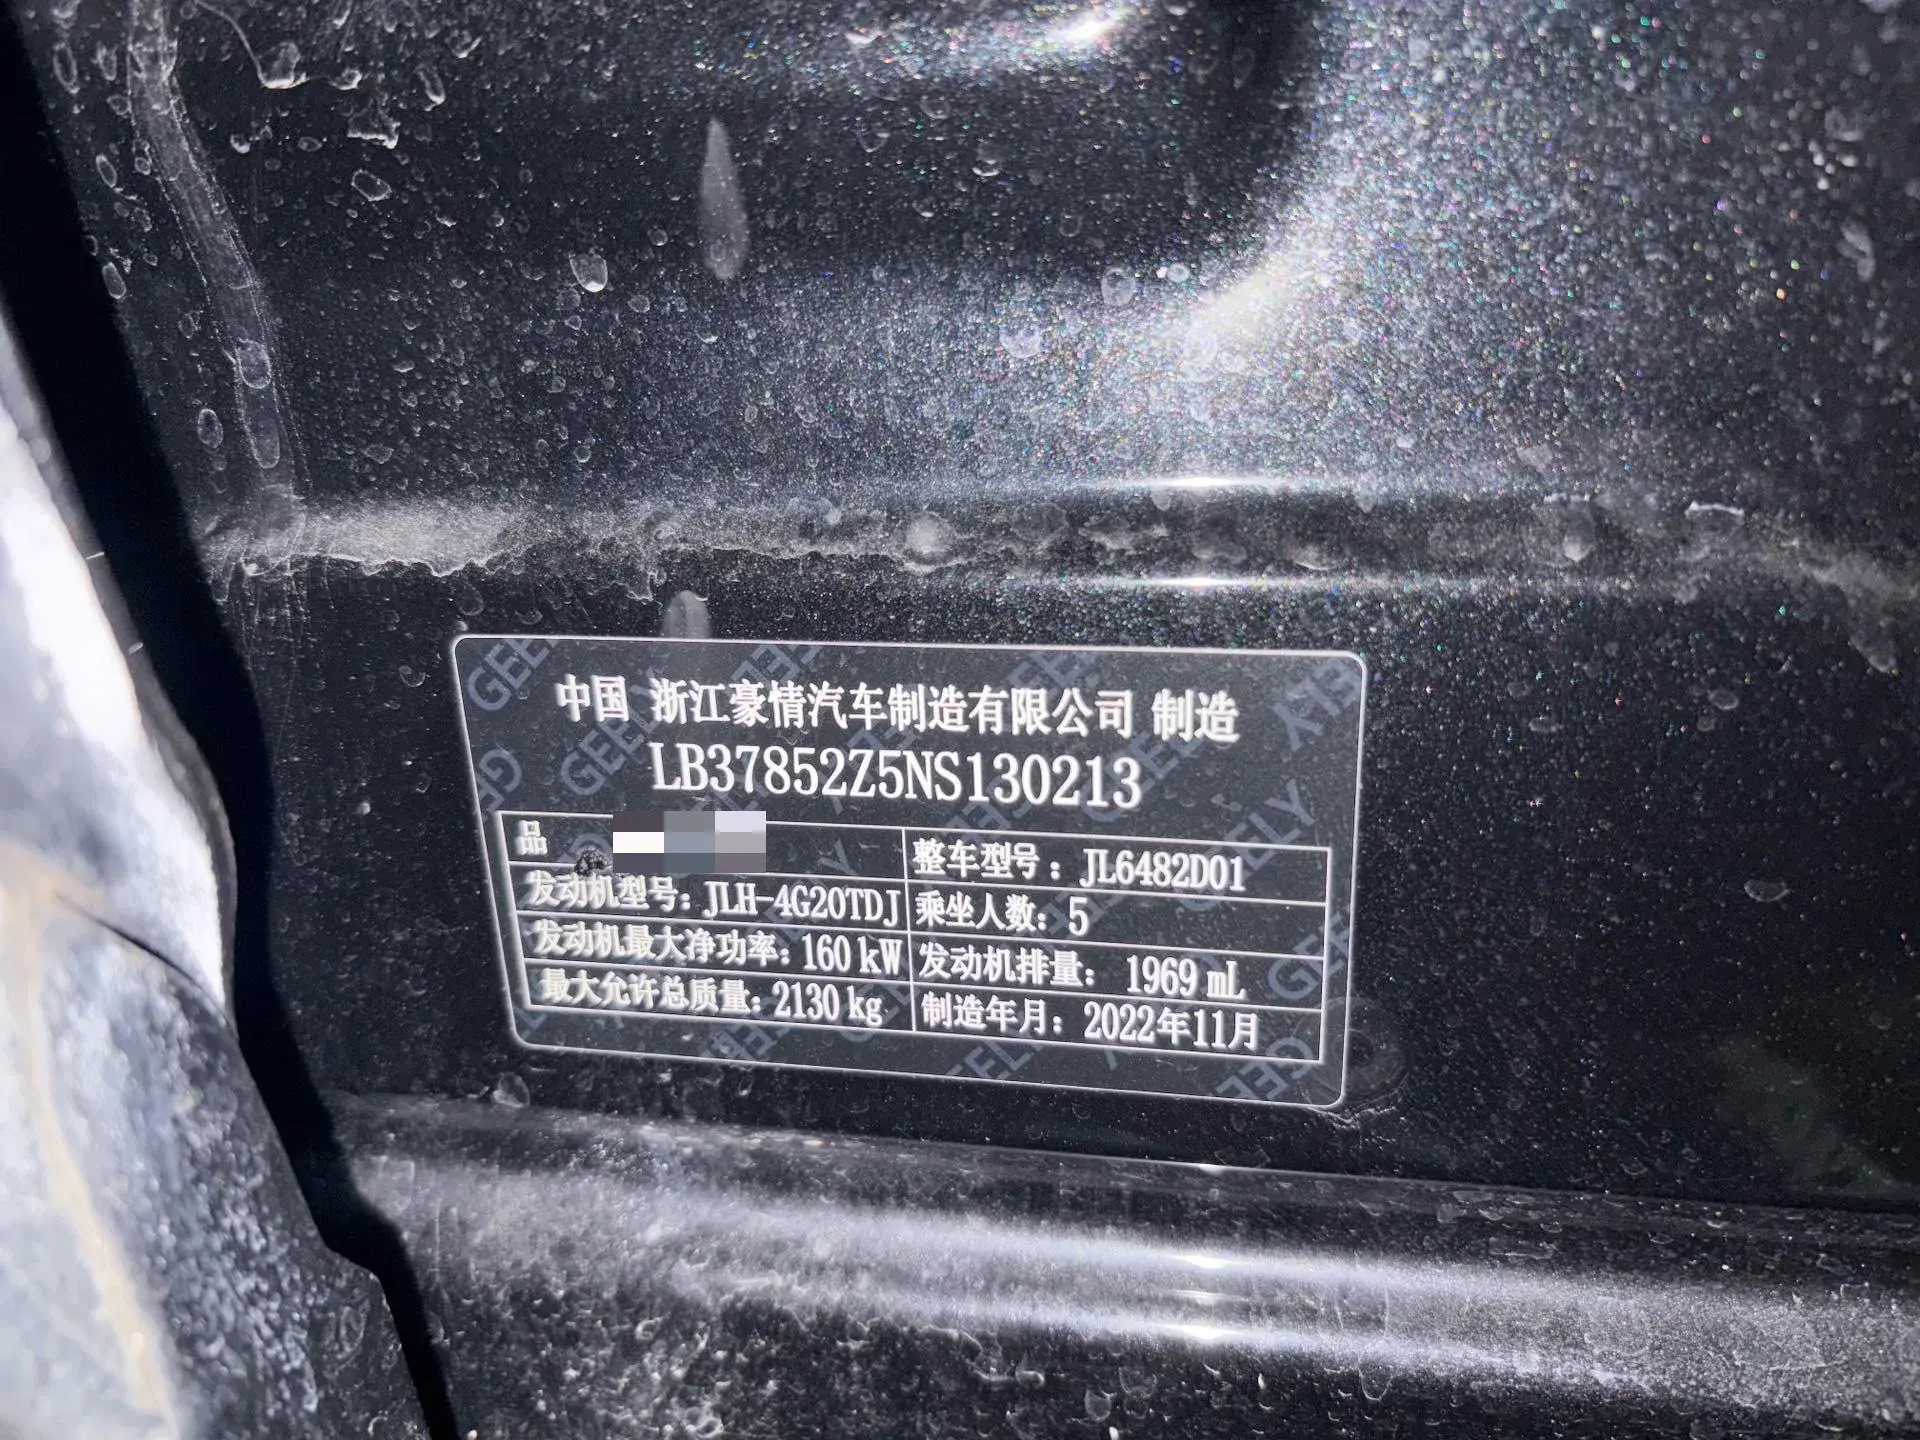 中国 浙江豪情汽车制造有限公司 制造
LB37852Z5NS130213
品
整车型号：JL6482D01
发动机型号：JLH-4G20TDJ
乘坐人数：5
发动机最大净功率：160 kW
发动机排量： 1969 mL
最大允许总质量：2130 kg
制造年月：2022年11月
GEELY